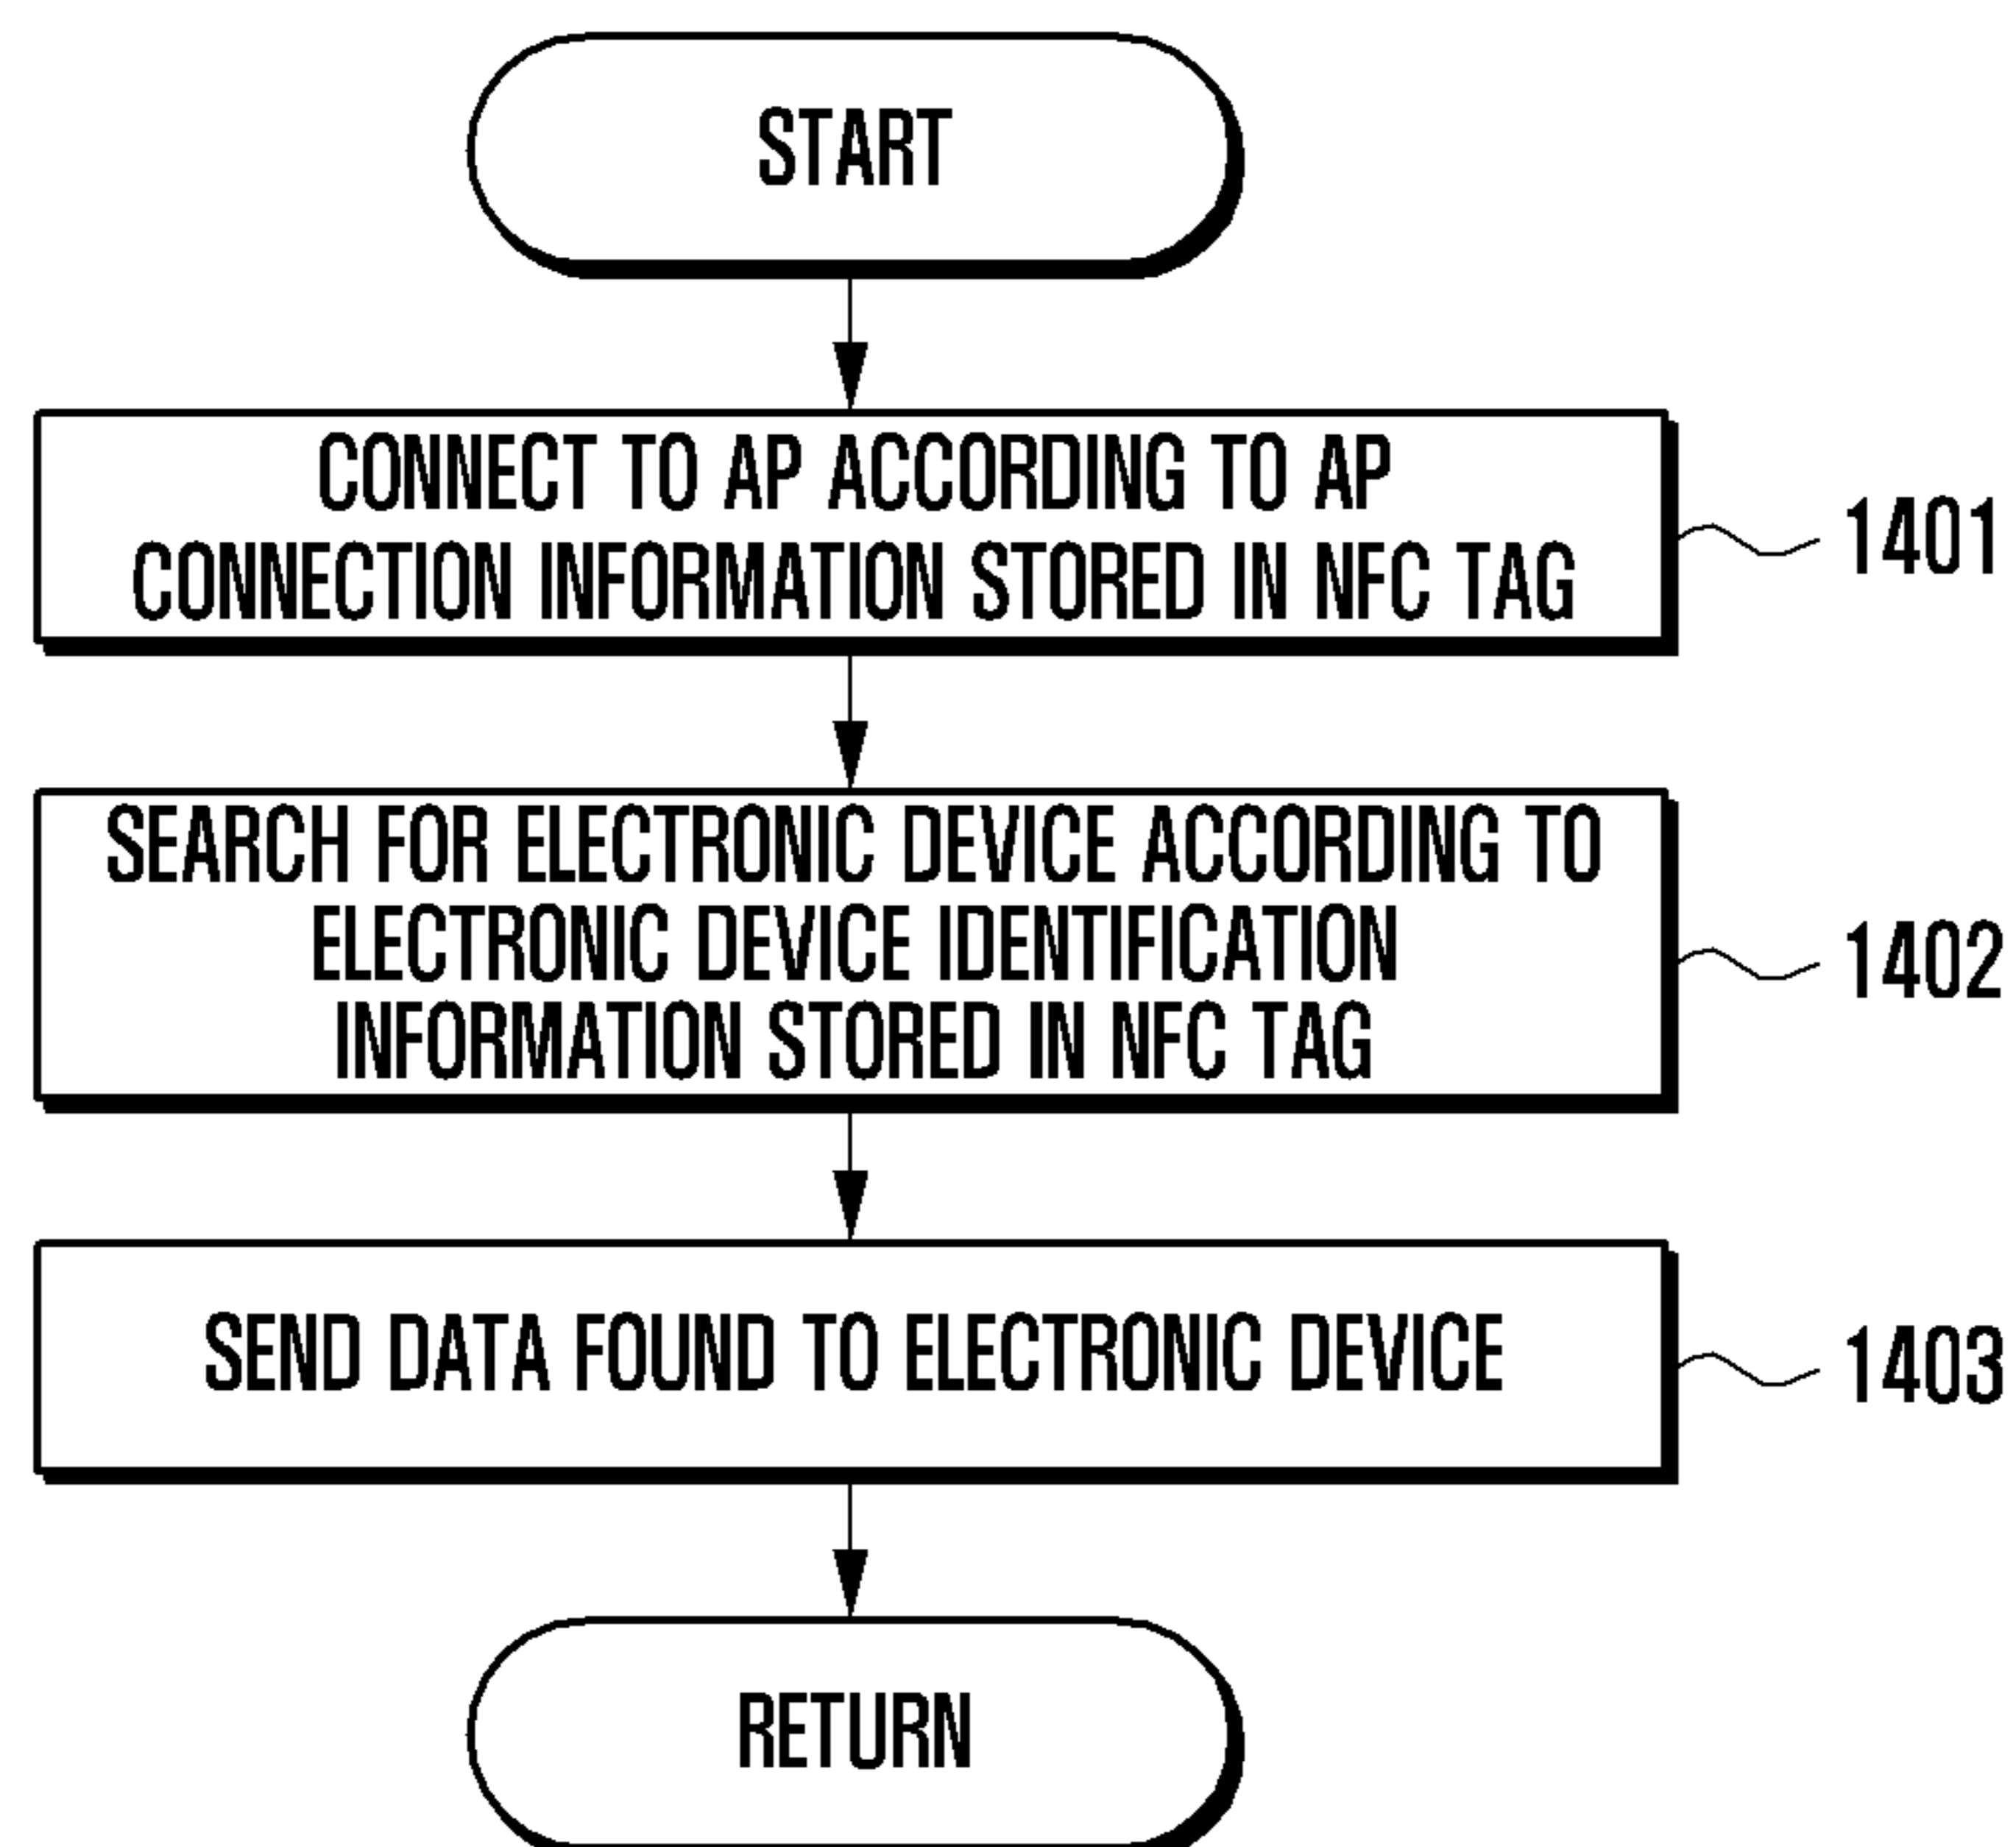 START
CONNECT TO AP ACCORDING TO AP
CONNECTION INFORMATION STORED IN NFC TAG
1401
SEARCH FOR ELECTRONIC DEVICE ACCORDING TO
ELECTRONIC DEVICE IDENTIFICATION
INFORMATION STORED IN NFC TAG
1402
SEND DATA FOUND TO ELECTRONIC DEVICE
1403
RETURN